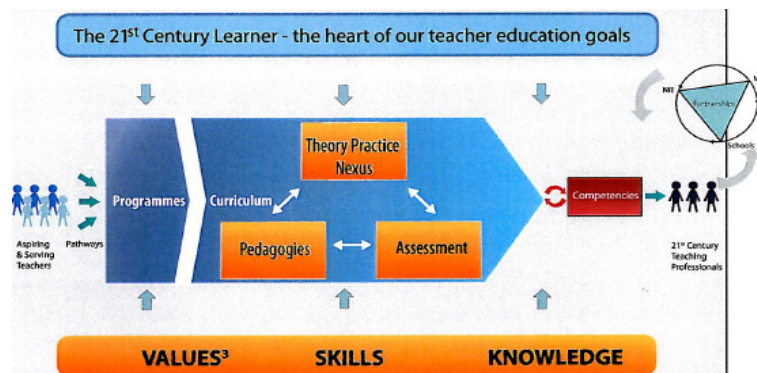 The 21st Century Learner - the heart of our teacher education goals
NIE
M
Partnerships
Schools
Theory Practice
Nexus
Programmes
Curriculum
Competencies
Pedagogies
Assessment
Aspiring
& Serving
Teachers
Pathways
21st Century
Teaching
Professionals
VALUES³
SKILLS
KNOWLEDGE